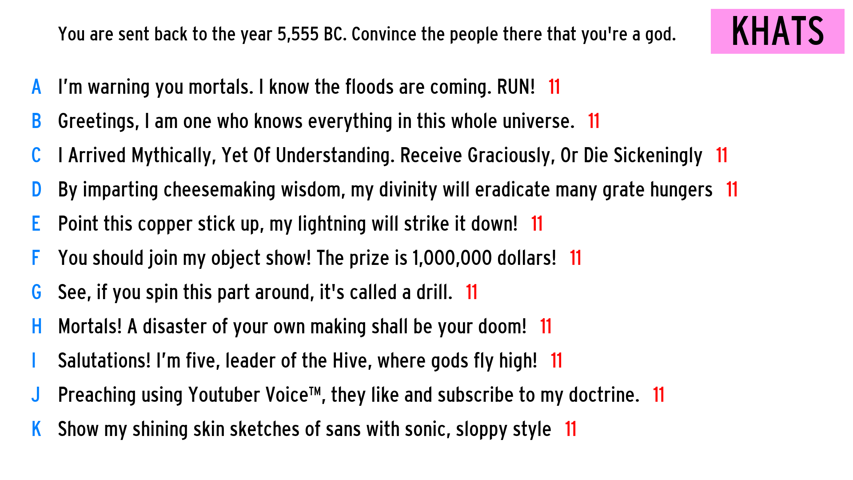 You are sent back to the year 5,555 BC. Convince the people there that you're a god.
KHATS
A I'm warning you mortals. I know the floods are coming. RUN! 11
B Greetings, I am one who knows everything in this whole universe. 11
C I Arrived Mythically, Yet Of Understanding. Receive Graciously, Or Die Sickeningly 11
D By imparting cheesemaking wisdom, my divinity will eradicate many grate hungers 11
E Point this copper stick up, my lightning will strike it down! 11
F You should join my object show! The prize is 1,000,000 dollars! 11
G See, if you spin this part around, it's called a drill. 11
H Mortals! A disaster of your own making shall be your doom! 11
I Salutations! I'm five, leader of the Hive, where gods fly high! 11
J Preaching using Youtuber Voice™, they like and subscribe to my doctrine. 11
K Show my shining skin sketches of sans with sonic, sloppy style 11